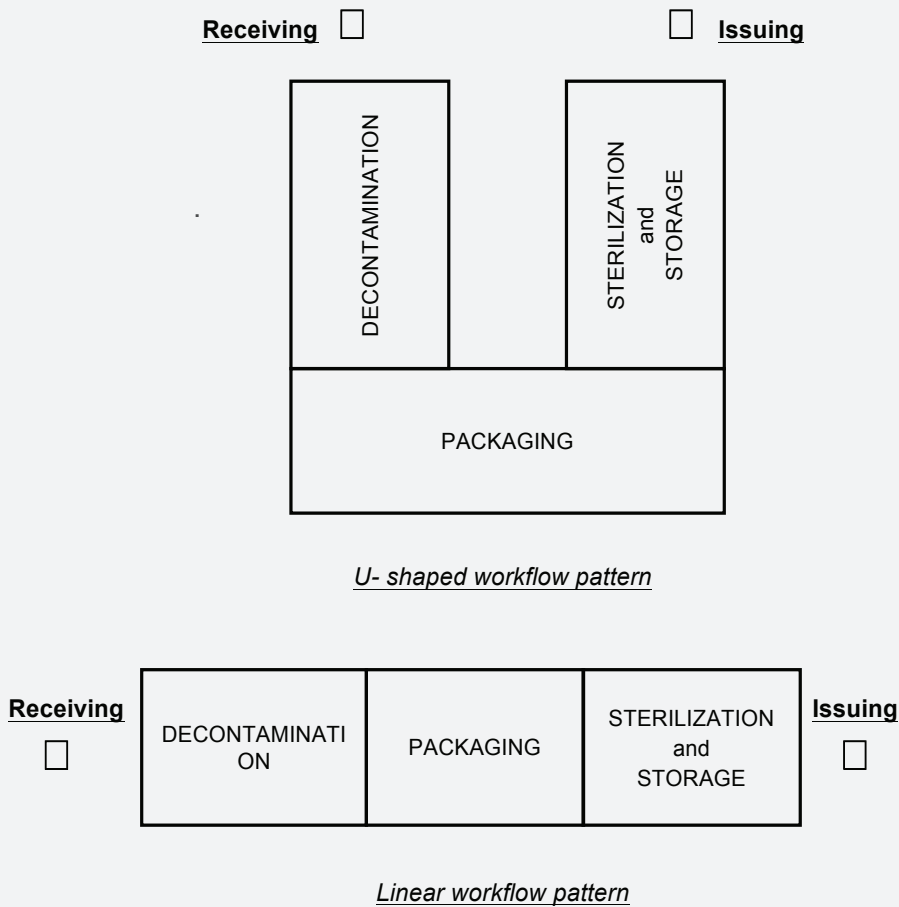 Receiving
Issuing
DECONTAMINATION
STERILIZATION
and
STORAGE
.
PACKAGING
U- shaped workflow pattern
Receiving
DECONTAMINATI
ON
PACKAGING
STERILIZATION
and
STORAGE
Issuing
Linear workflow pattern